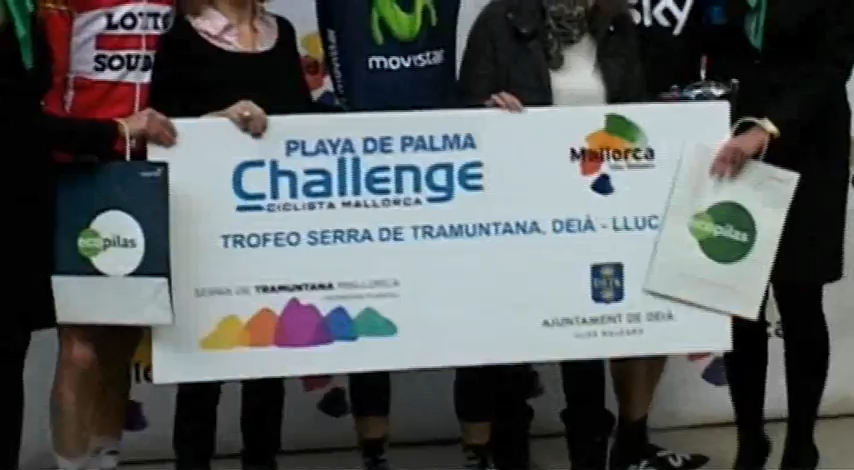 LOTTO
SOUDAL
movistar
SKY
PLAYA DE PALMA
Challenge
CICLISTA MALLORCA
Mallorca
TROFEO SERRA DE TRAMUNTANA. DEIÀ - LLUC
ecopilas
ecopilas
SERRA DE TRAMUNTANA MALLORCA
DEIÀ
AJUNTAMENT DE DEIÀ
ILLES BALEARS